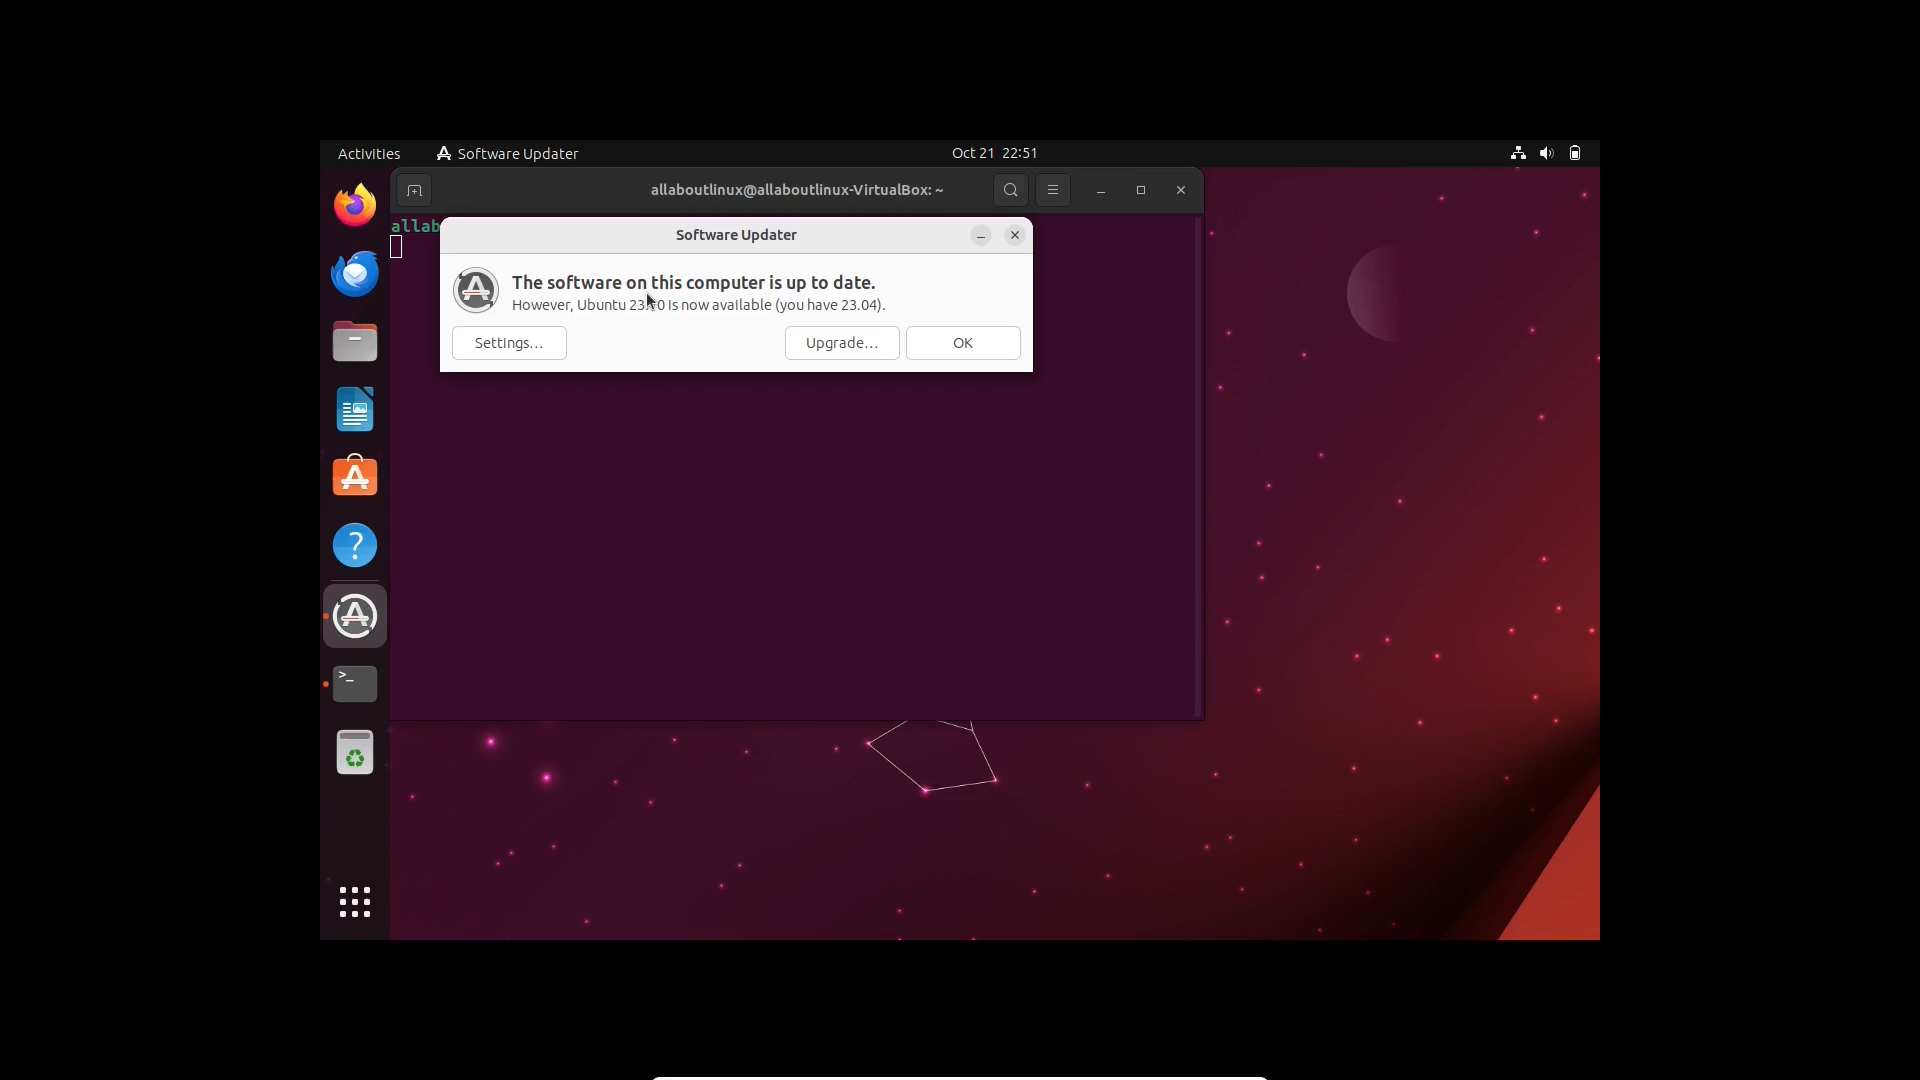 Activities Software Updater Oct 21 22:51
allaboutlinux@allaboutlinux-VirtualBox: ~
allab
Software Updater
The software on this computer is up to date.
However, Ubuntu is now available (you have 23.04).
Settings... Upgrade... OK